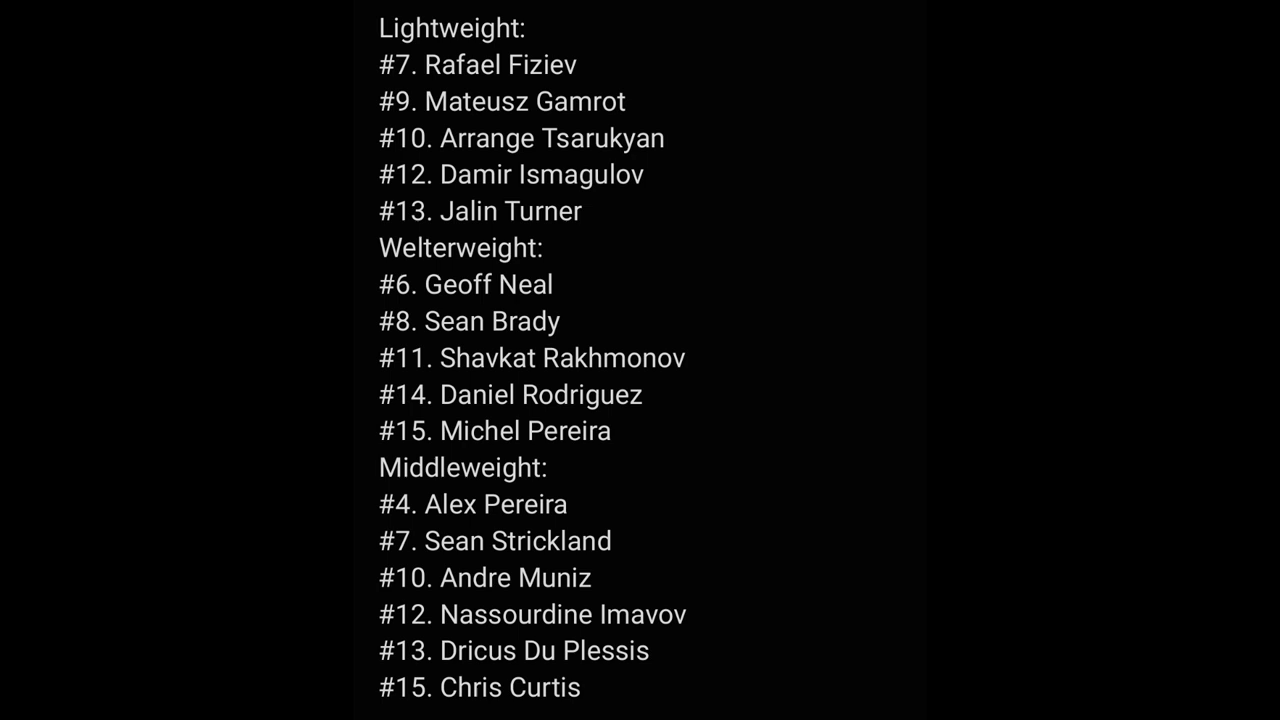 Lightweight:
#7. Rafael Fiziev
#9. Mateusz Gamrot
#10. Arrange Tsarukyan
#12. Damir Ismagulov
#13. Jalin Turner
Welterweight:
#6. Geoff Neal
#8. Sean Brady
#11. Shavkat Rakhmonov
#14. Daniel Rodriguez
#15. Michel Pereira
Middleweight:
#4. Alex Pereira
#7. Sean Strickland
#10. Andre Muniz
#12. Nassourdine Imavov
#13. Dricus Du Plessis
#15. Chris Curtis